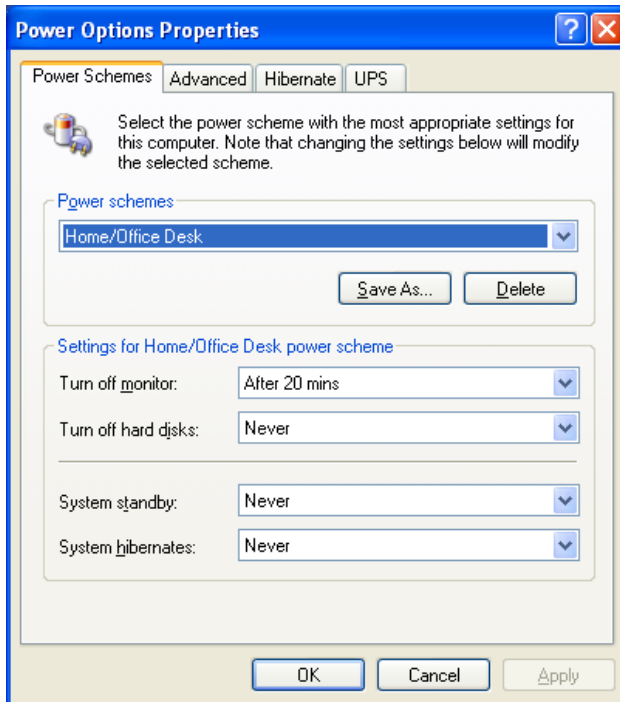 Power Options Properties
Power Schemes Advanced Hibernate UPS
Select the power scheme with the most appropriate settings for
this computer. Note that changing the settings below will modify
the selected scheme.
Power schemes
Home/Office Desk
Save As... Delete
Settings for Home/Office Desk power scheme
Turn off monitor: After 20 mins
Turn off hard disks: Never
System standby: Never
System hibernates: Never
OK Cancel Apply